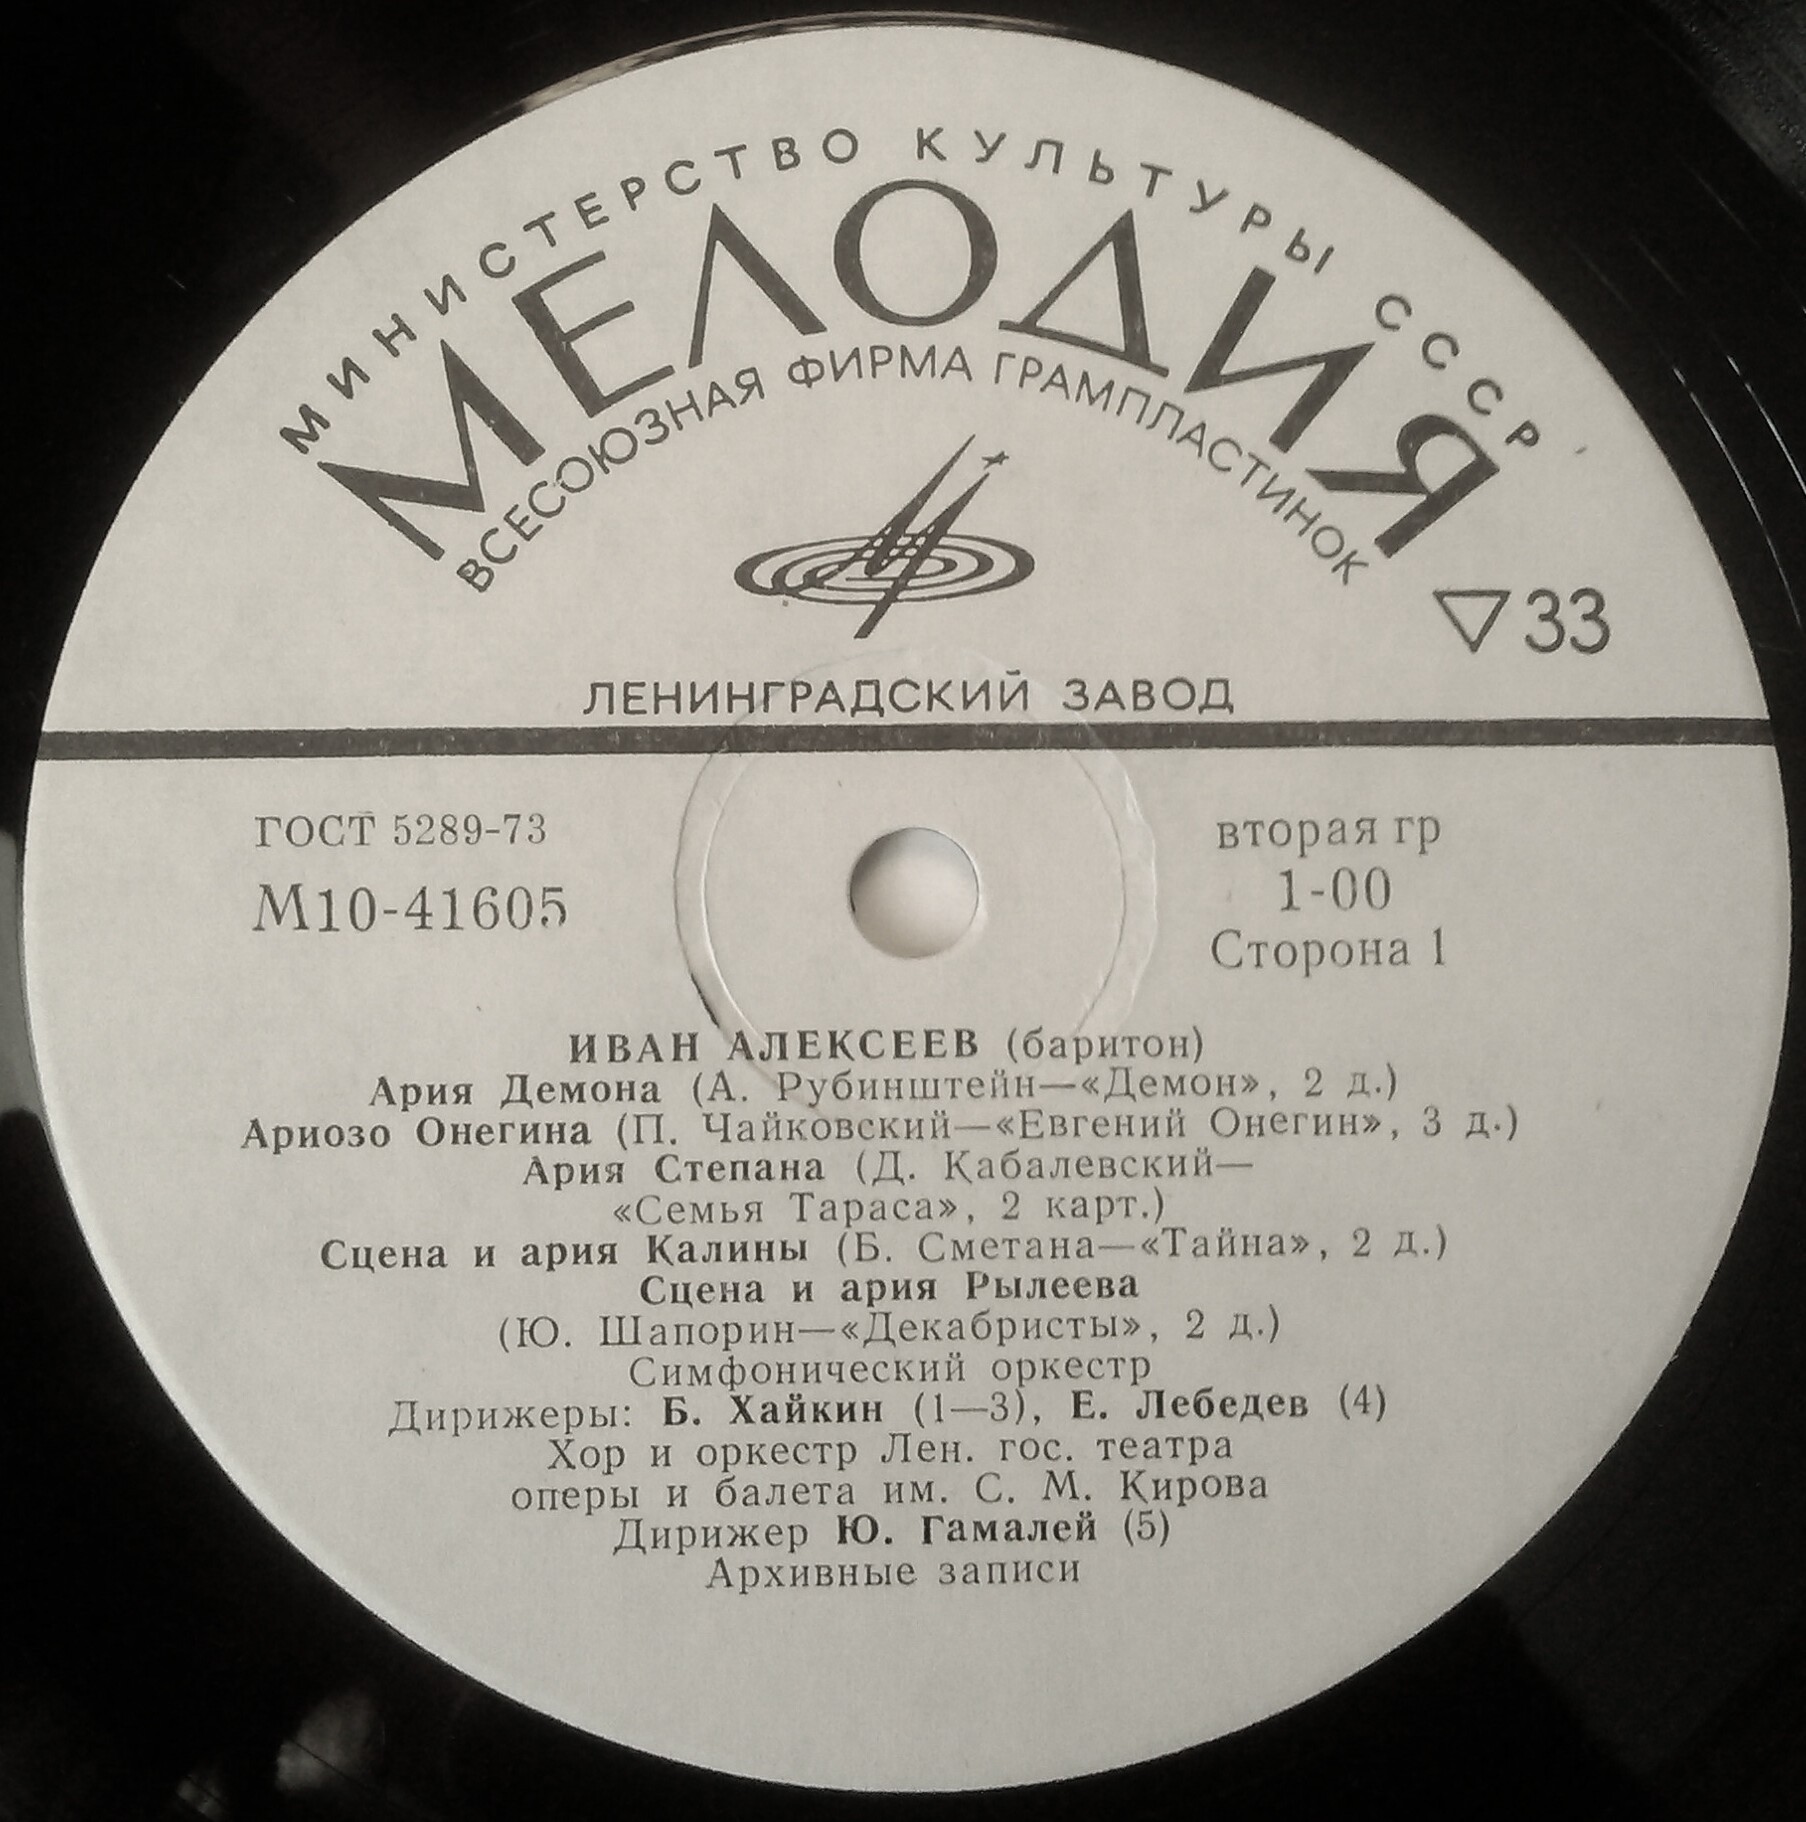 МИНИСТЕРСТВО КУЛЬТУРЫ СССР
МЕЛОДИЯ
ВСЕСОЮЗНАЯ ФИРМА ГРАМПЛАСТИНОК
▽33
ЛЕНИНГРАДСКИЙ ЗАВОД
ГОСТ 5289-73
М10-41605
вторая гр
1-00
Сторона 1
ИВАН АЛЕКСЕЕВ (баритон)
Ария Демона (А. Рубинштейн—«Демон», 2 д.)
Ариозо Онегина (П. Чайковский—«Евгений Онегин», 3 д.)
Ария Степана (Д. Кабалевский—
«Семья Тараса», 2 карт.)
Сцена и ария Калины (Б. Сметана—«Тайна», 2 д.)
Сцена и ария Рылеева
(Ю. Шапорин—«Декабристы», 2 д.)
Симфонический оркестр
Дирижеры: Б. Хайкин (1—3), Е. Лебедев (4)
Хор и оркестр Лен. гос. театра
оперы и балета им. С. М. Кирова
Дирижер Ю. Гамалей (5)
Архивные записи